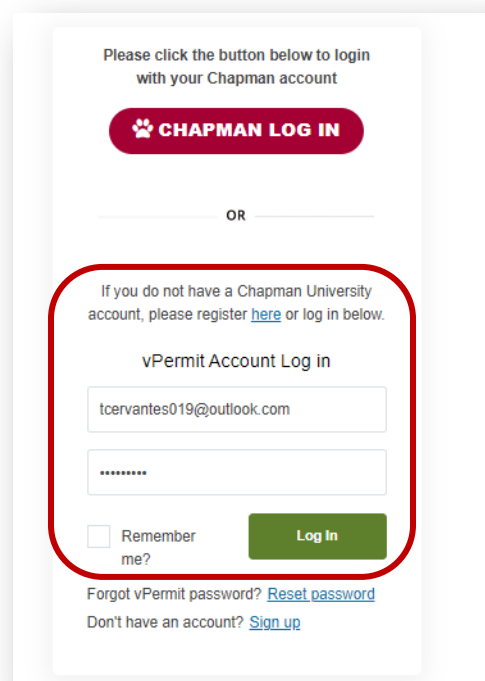 Please click the button below to login
with your Chapman account
CHAPMAN LOG IN
OR
If you do not have a Chapman University
account, please register here or log in below.
vPermit Account Log in
tcervantes019@outlook.com
•••••••••
Remember
me?
Log In
Forgot vPermit password? Reset password
Don't have an account? Sign up